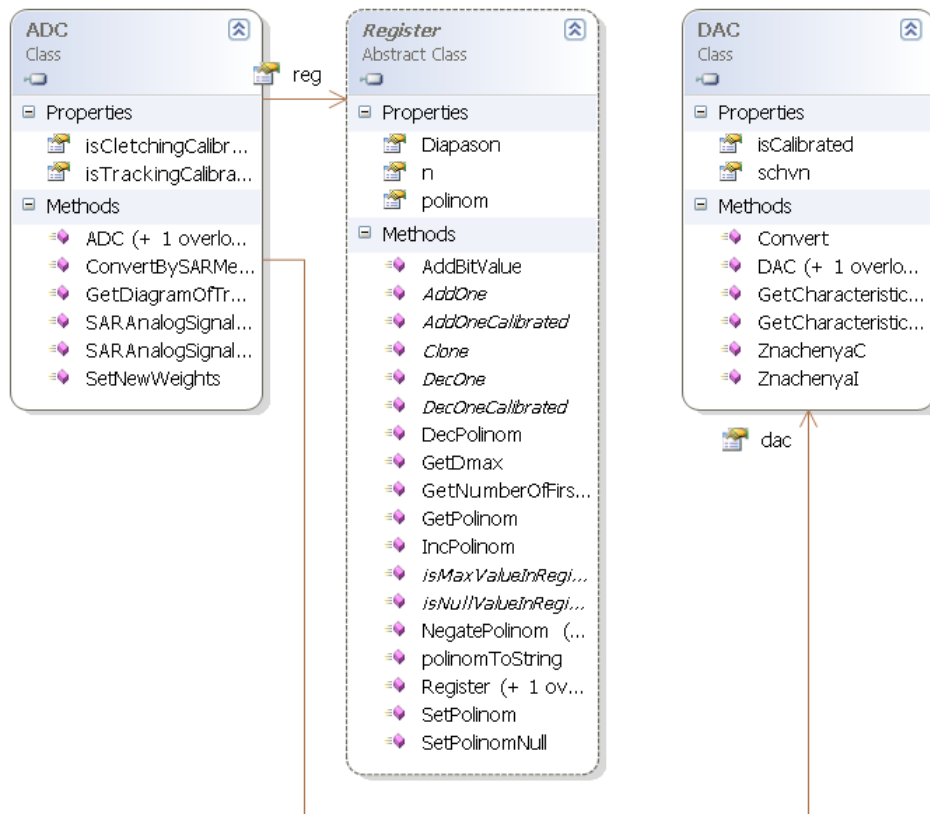 ADC
Class
Properties
isCletchingCalibr...
isTrackingCalibra...
Methods
ADC (+ 1 overlo...
ConvertBySARMe...
GetDiagramOfTr...
SARAnalogSignal...
SARAnalogSignal...
SetNewWeights
reg
Register
Abstract Class
Properties
Diapason
n
polinom
Methods
AddBitValue
AddOne
AddOneCalibrated
Clone
DecOne
DecOneCalibrated
DecPolinom
GetDmax
GetNumberOfFirs...
GetPolinom
IncPolinom
isMaxValueInRegi...
isNullValueInRegi...
NegatePolinom (...
polinomToString
Register (+ 1 ov...
SetPolinom
SetPolinomNull
DAC
Class
Properties
isCalibrated
schvn
Methods
Convert
DAC (+ 1 overlo...
GetCharacteristic...
GetCharacteristic...
ZnachenyaC
ZnachenyaI
dac